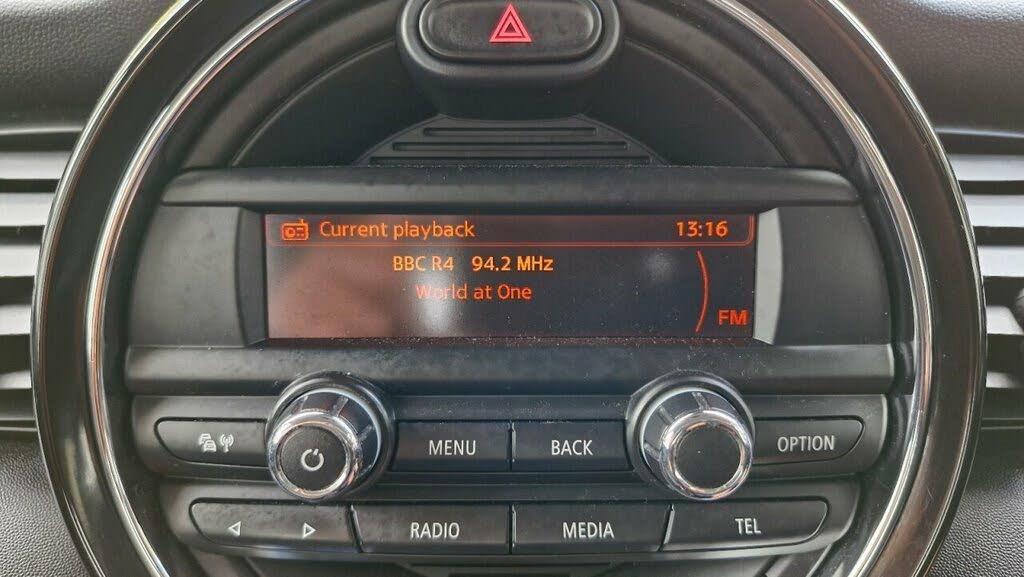 Current playback 13:16
BBC R4 94.2 MHz
World at One
FM
MENU BACK OPTION
RADIO MEDIA TEL